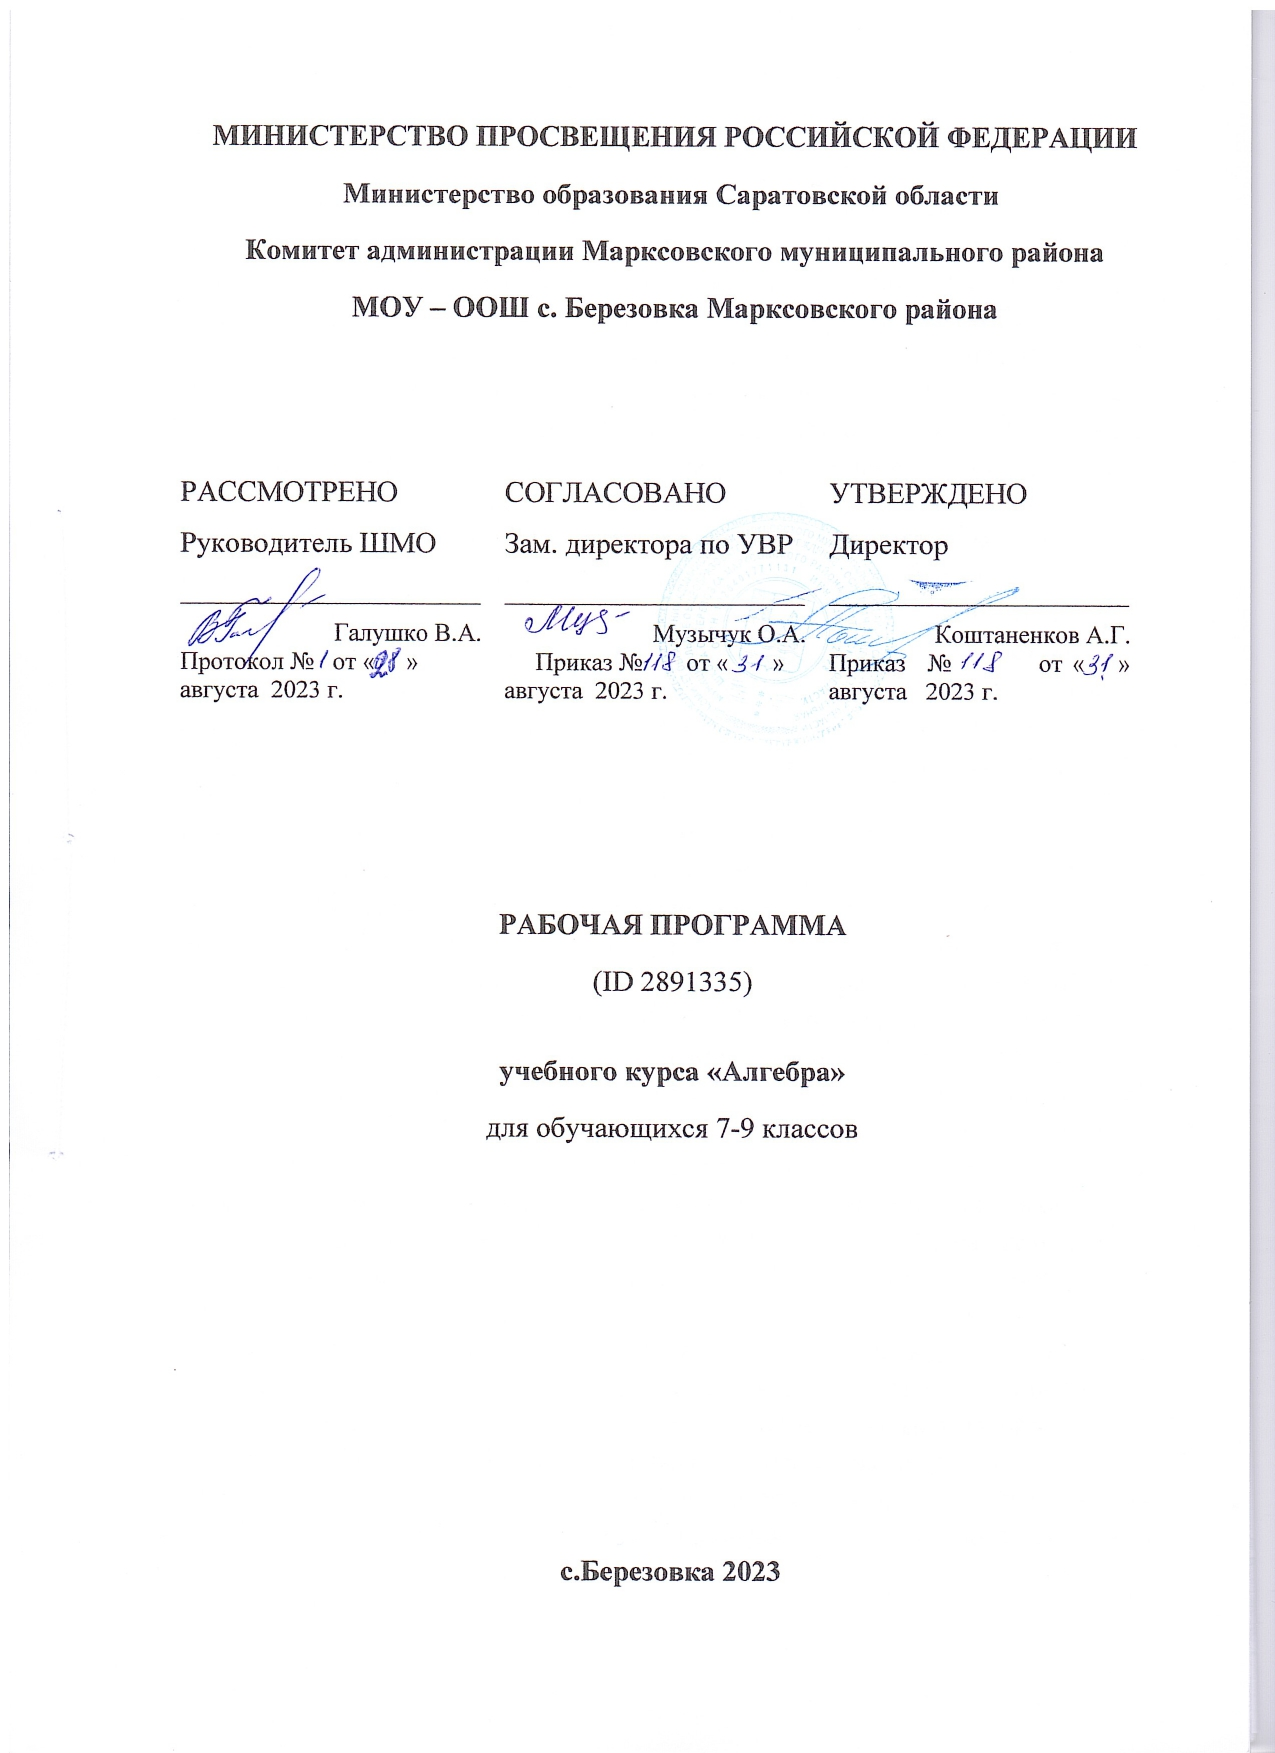 МИНИСТЕРСТВО ПРОСВЕЩЕНИЯ РОССИЙСКОЙ ФЕДЕРАЦИИ
Министерство образования Саратовской области
Комитет администрации Марксовского муниципального района
МОУ – ООШ с. Березовка Марксовского района
РАССМОТРЕНО
Руководитель ШМО
Галушко В.А.
Протокол № 1 от «28 »
августа 2023 г.
СОГЛАСОВАНО
Зам. директора по УВР
Музычук О.А.
Приказ №118 от « 31 »
августа 2023 г.
УТВЕРЖДЕНО
Директор
Коштаненков А.Г.
Приказ № 118 от «31 »
августа 2023 г.
РАБОЧАЯ ПРОГРАММА
(ID 2891335)
учебного курса «Алгебра»
для обучающихся 7-9 классов
с.Березовка 2023